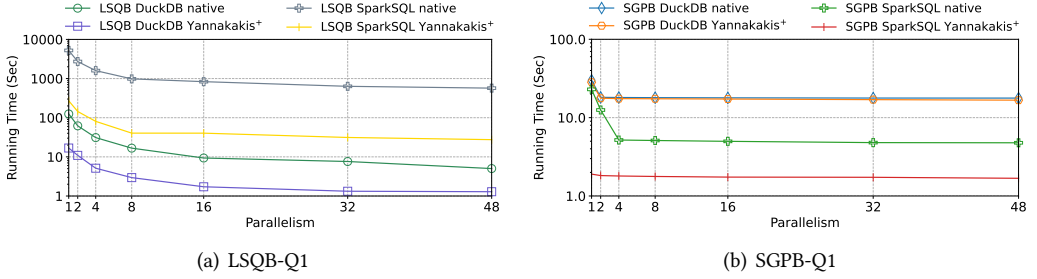 LSQB DuckDB native
LSQB SparkSQL native
LSQB DuckDB Yannakakis+
LSQB SparkSQL Yannakakis+
10000
1000
100
10
1
Running Time (Sec)
1 2 4 8 16 32 48
Parallelism
(a) LSQB-Q1
SGPB DuckDB native
SGPB SparkSQL native
SGPB DuckDB Yannakakis+
SGPB SparkSQL Yannakakis+
100.0
10.0
1.0
Running Time (Sec)
1 2 4 8 16 32 48
Parallelism
(b) SGPB-Q1